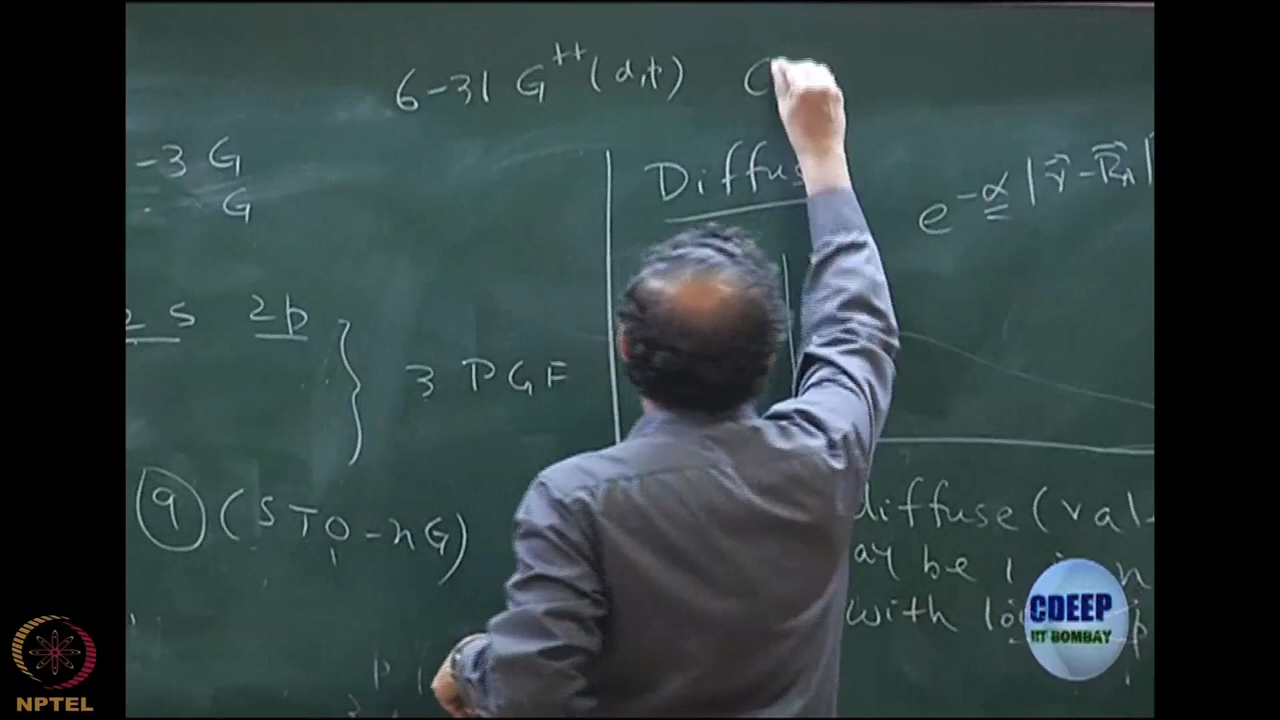 6-31 G++(d,p) C
-3 G
G
Diffus
e^-α|r⃗-R⃗A|
2s 2p }
3 PGF
9 (STO-nG)
diffuse (val
ay be
with lo
CDEEP
IIT BOMBAY
NPTEL